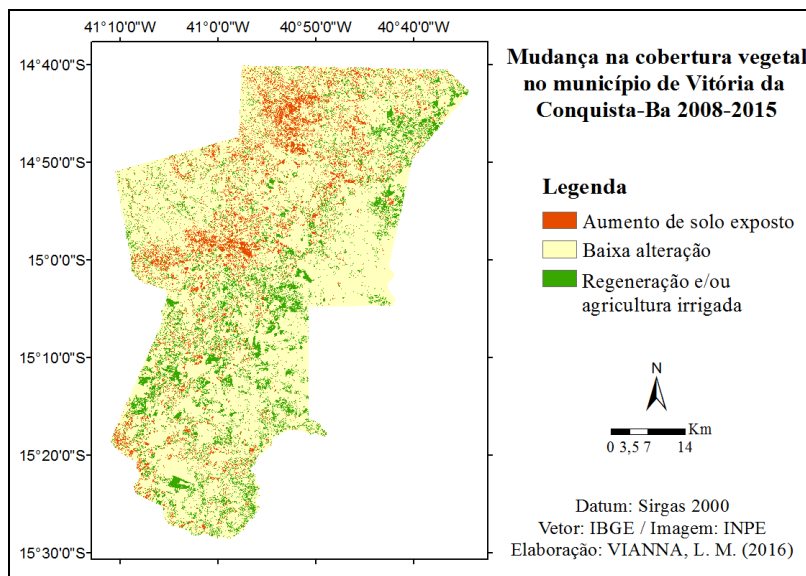 41°10'0"W 41°0'0"W 40°50'0"W 40°40'0"W
14°40'0"S
14°50'0"S
15°0'0"S
15°10'0"S
15°20'0"S
15°30'0"S
Mudança na cobertura vegetal
no município de Vitória da
Conquista-Ba 2008-2015
Legenda
Aumento de solo exposto
Baixa alteração
Regeneração e/ou
agricultura irrigada
N
Km
0 3,5 7 14
Datum: Sirgas 2000
Vetor: IBGE / Imagem: INPE
Elaboração: VIANNA, L. M. (2016)